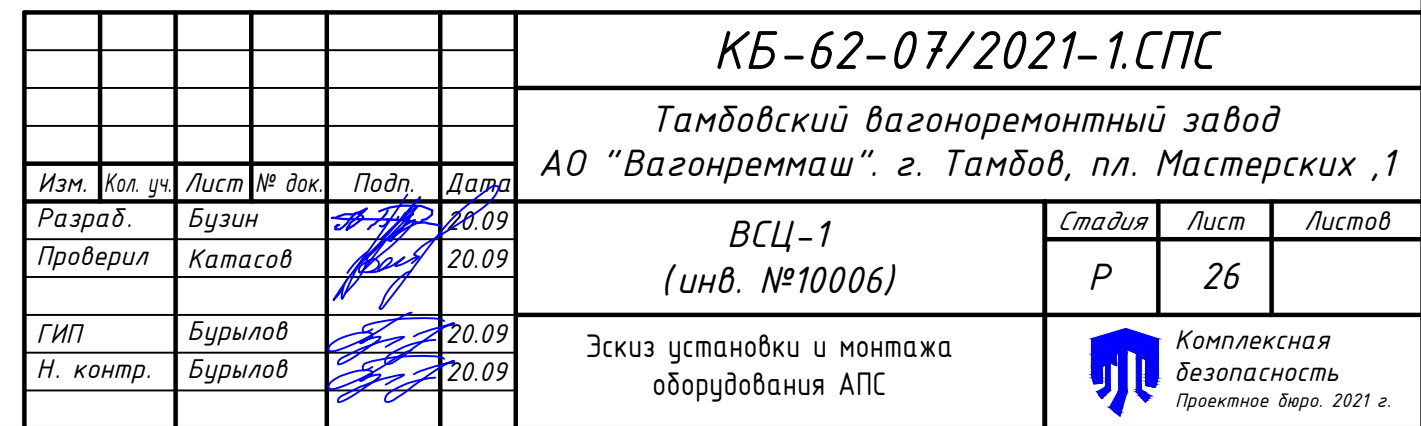 КБ-62-07/2021-1.СПС
Тамбовский вагоноремонтный завод
АО "Вагонреммаш". г. Тамбов, пл. Мастерских ,1
Изм. Кол. уч. Лист № док. Подп. Дата
Разраб. Бузин 20.09
Проверил Катасов 20.09
ГИП Бурылов 20.09
Н. контр. Бурылов 20.09
ВСЦ-1
(инв. №10006)
Стадия Лист Листов
Р 26
Эскиз установки и монтажа
оборудования АПС
Комплексная
безопасность
Проектное бюро. 2021 г.